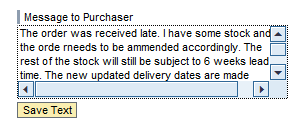 Message to Purchaser
The order was received late. I have some stock and
the orde rneeds to be ammended accordingly. The
rest of the stock will still be subject to 6 weeks lead
time. The new updated delivery dates are made
Save Text